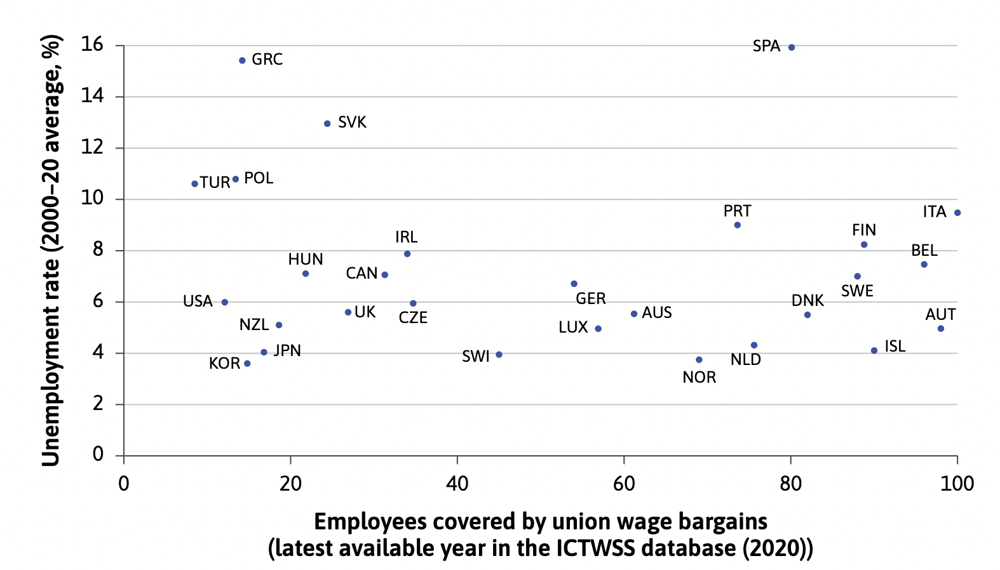 Unemployment rate (2000–20 average, %)
16
14
12
10
8
6
4
2
0
SPA
GRC
SVK
TUR
POL
PRT
ITA
FIN
IRL
BEL
HUN
CAN
SWE
GER
USA
CZE
DNK
UK
AUS
AUT
NZL
LUX
JPN
ISL
SWI
NLD
KOR
NOR
0 20 40 60 80 100
Employees covered by union wage bargains
(latest available year in the ICTWSS database (2020))